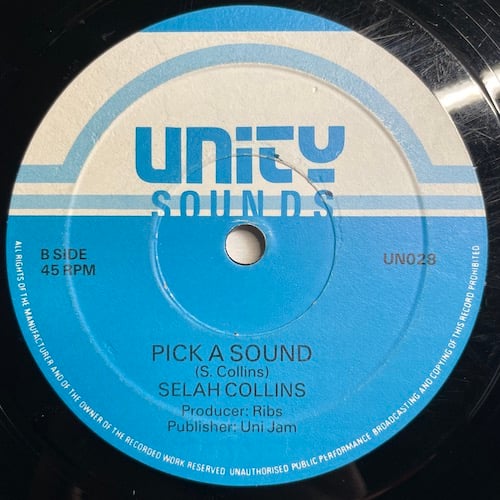 UNITY
SOUNDS
B SIDE
45 RPM
UN028
PICK A SOUND
(S. Collins)
SELAH COLLINS
Producer: Ribs
Publisher: Uni Jam
ALL RIGHTS OF THE MANUFACTURER AND OF THE OWNER OF THE RECORDED WORK RESERVED UNAUTHORISED PUBLIC PERFORMANCE BROADCASTING AND COPYING OF THIS RECORD PROHIBITED